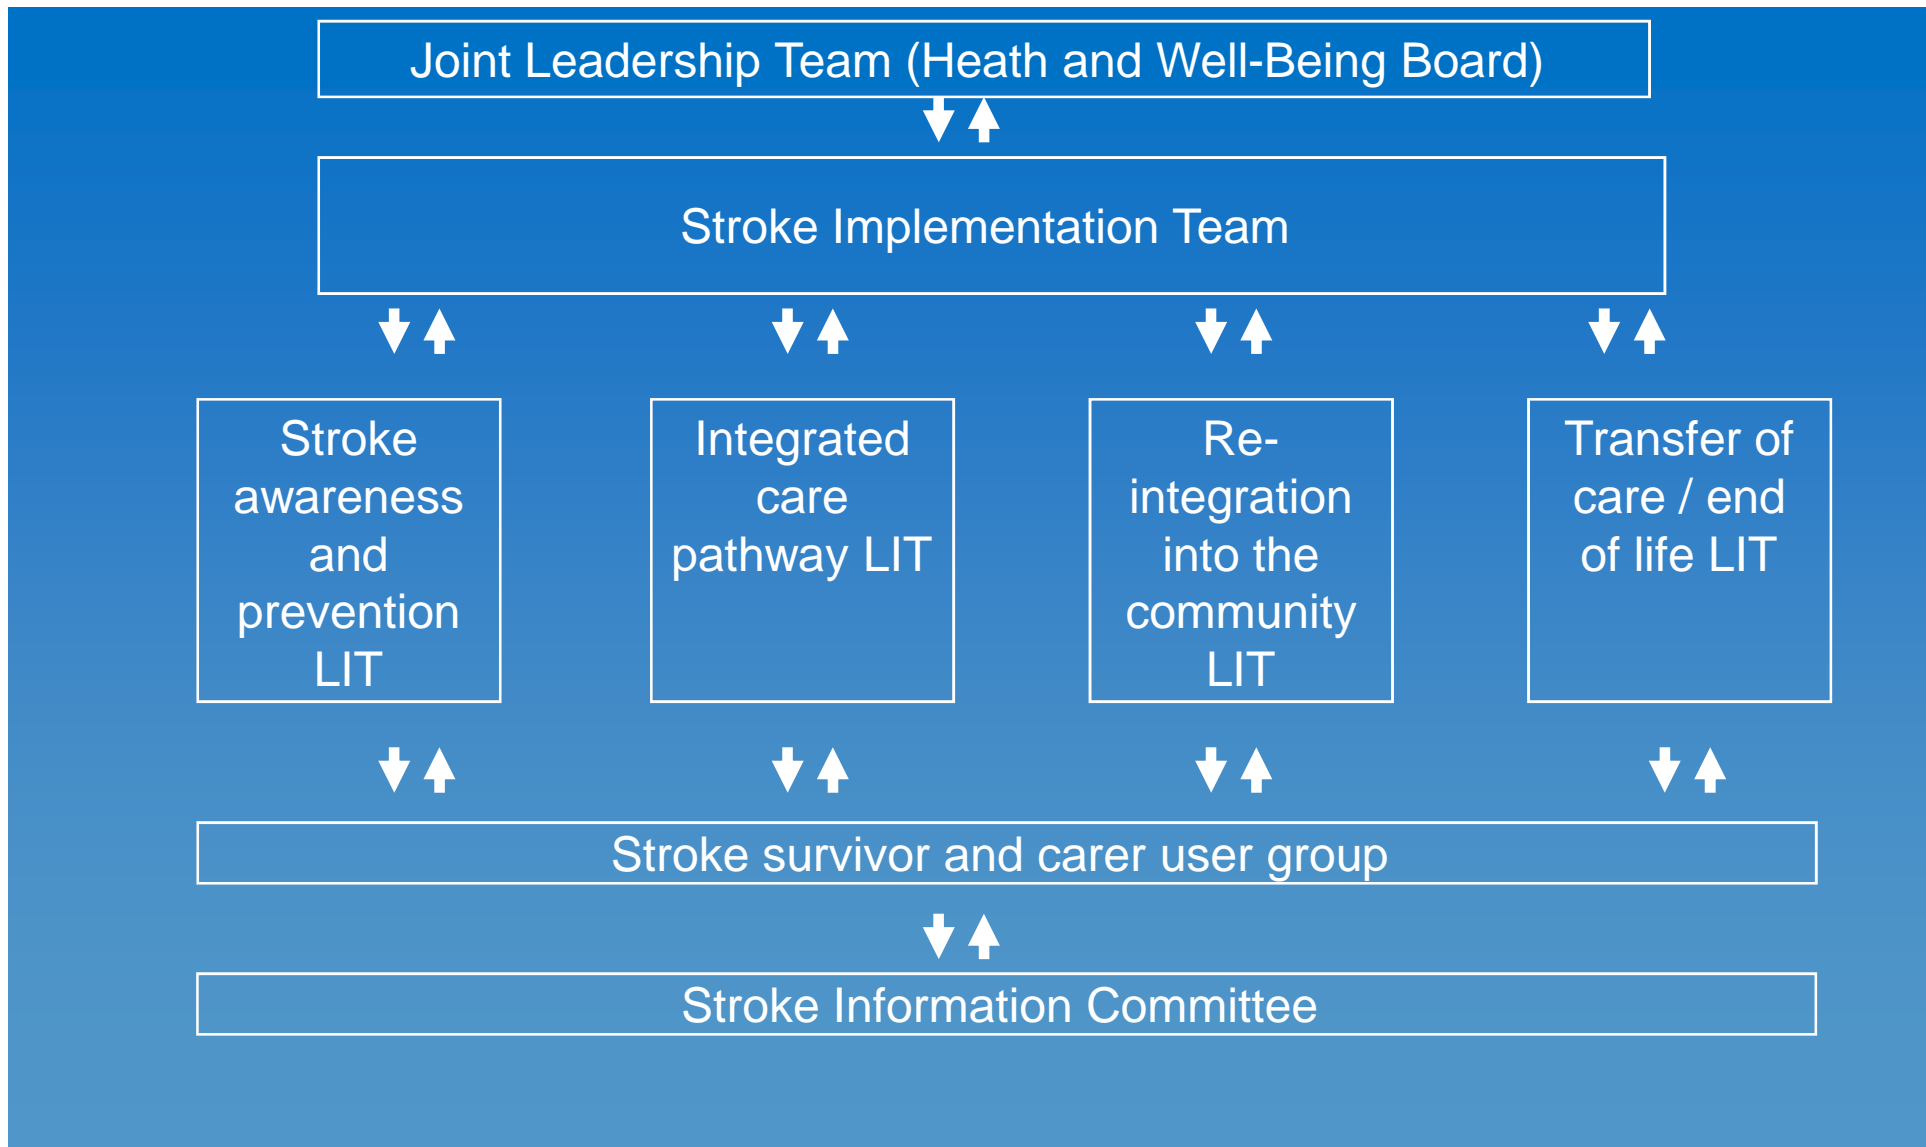 Joint Leadership Team (Heath and Well-Being Board)
Stroke Implementation Team
Stroke
awareness
and
prevention
LIT
Integrated
care
pathway LIT
Re-
integration
into the
community
LIT
Transfer of
care / end
of life LIT
Stroke survivor and carer user group
Stroke Information Committee